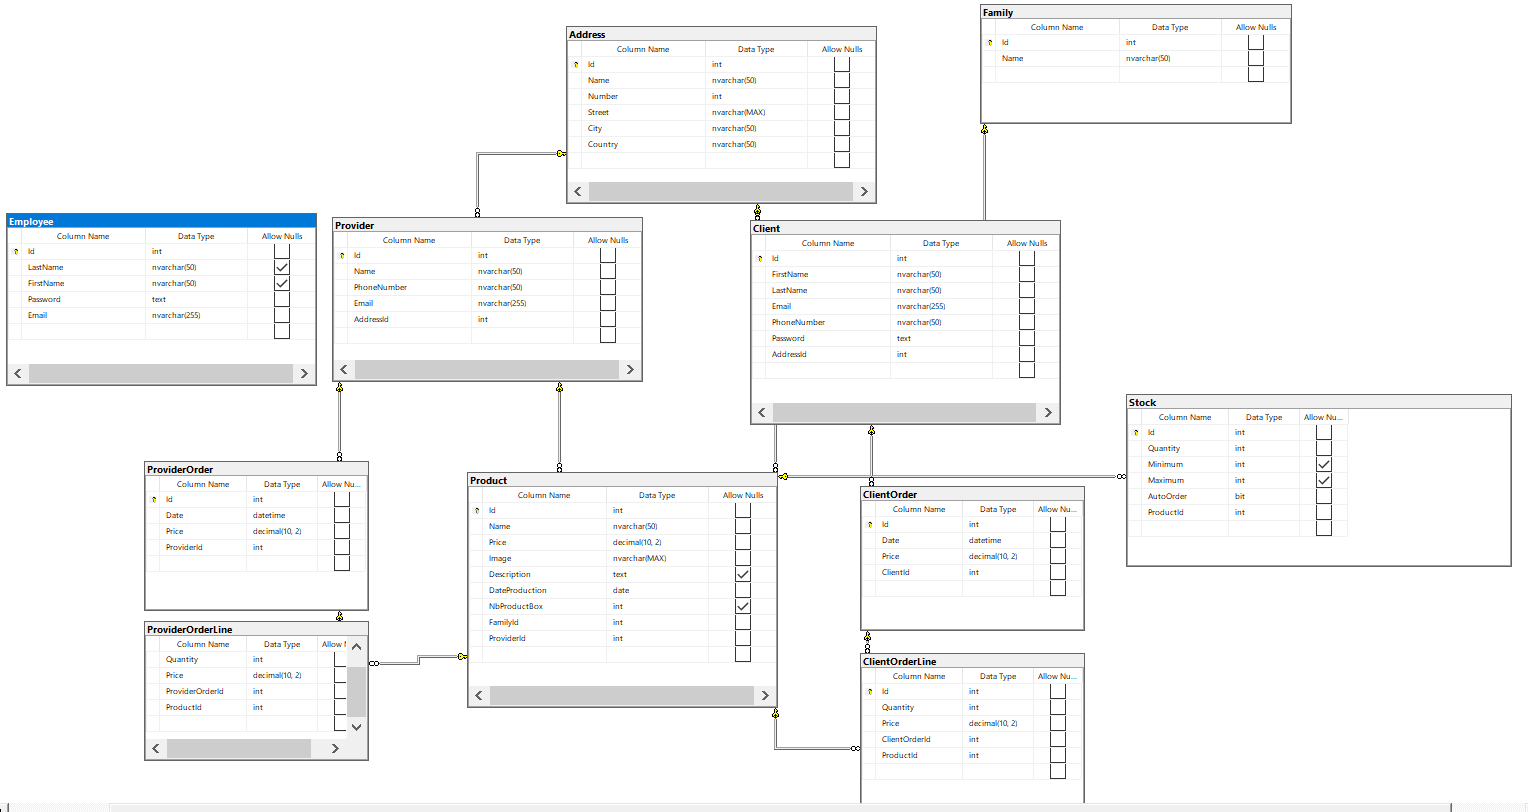 Family
Column Name Data Type Allow Nulls
Id int
Name nvarchar(50)
Address
Column Name Data Type Allow Nulls
Id int
Name nvarchar(50)
Number int
Street nvarchar(MAX)
City nvarchar(50)
Country nvarchar(50)
Employee
Column Name Data Type Allow Nulls
Id int
LastName nvarchar(50)
FirstName nvarchar(50)
Password text
Email nvarchar(255)
Provider
Column Name Data Type Allow Nulls
Id int
Name nvarchar(50)
PhoneNumber nvarchar(50)
Email nvarchar(255)
AddressId int
Client
Column Name Data Type Allow Nulls
Id int
FirstName nvarchar(50)
LastName nvarchar(50)
Email nvarchar(255)
PhoneNumber nvarchar(50)
Password text
AddressId int
Stock
Column Name Data Type Allow Nu...
Id int
Quantity int
Minimum int
Maximum int
AutoOrder bit
ProductId int
ProviderOrder
Column Name Data Type Allow Nu...
Id int
Date datetime
Price decimal(10, 2)
ProviderId int
Product
Column Name Data Type Allow Nulls
Id int
Name nvarchar(50)
Price decimal(10, 2)
Image nvarchar(MAX)
Description text
DateProduction date
NbProductBox int
FamilyId int
ProviderId int
ClientOrder
Column Name Data Type Allow Nu...
Id int
Date datetime
Price decimal(10, 2)
ClientId int
ProviderOrderLine
Column Name Data Type Allow N
Quantity int
Price decimal(10, 2)
ProviderOrderId int
ProductId int
ClientOrderLine
Column Name Data Type Allow Nu...
Id int
Quantity int
Price decimal(10, 2)
ClientOrderId int
ProductId int